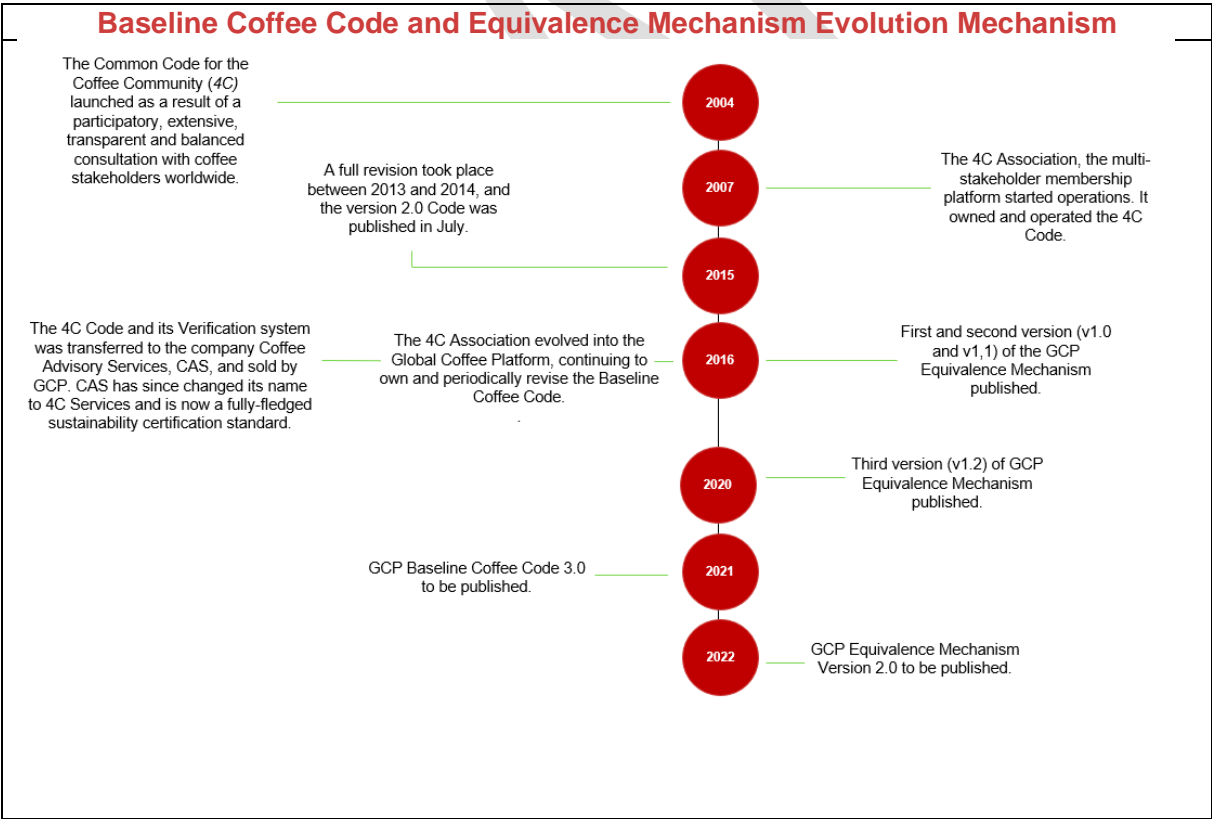 Baseline Coffee Code and Equivalence Mechanism Evolution Mechanism
The Common Code for the
Coffee Community (4C)
launched as a result of a
participatory, extensive,
transparent and balanced
consultation with coffee
stakeholders worldwide.
2004
2007
The 4C Association, the multi-
stakeholder membership
platform started operations. It
owned and operated the 4C
Code.
A full revision took place
between 2013 and 2014, and
the version 2.0 Code was
published in July.
2015
The 4C Code and its Verification system
was transferred to the company Coffee
Advisory Services, CAS, and sold by
GCP. CAS has since changed its name
to 4C Services and is now a fully-fledged
sustainability certification standard.
The 4C Association evolved into the
Global Coffee Platform, continuing to
own and periodically revise the Baseline
Coffee Code.
.
2016
First and second version (v1.0
and v1,1) of the GCP
Equivalence Mechanism
published.
2020
Third version (v1.2) of GCP
Equivalence Mechanism
published.
GCP Baseline Coffee Code 3.0
to be published.
2021
2022
GCP Equivalence Mechanism
Version 2.0 to be published.